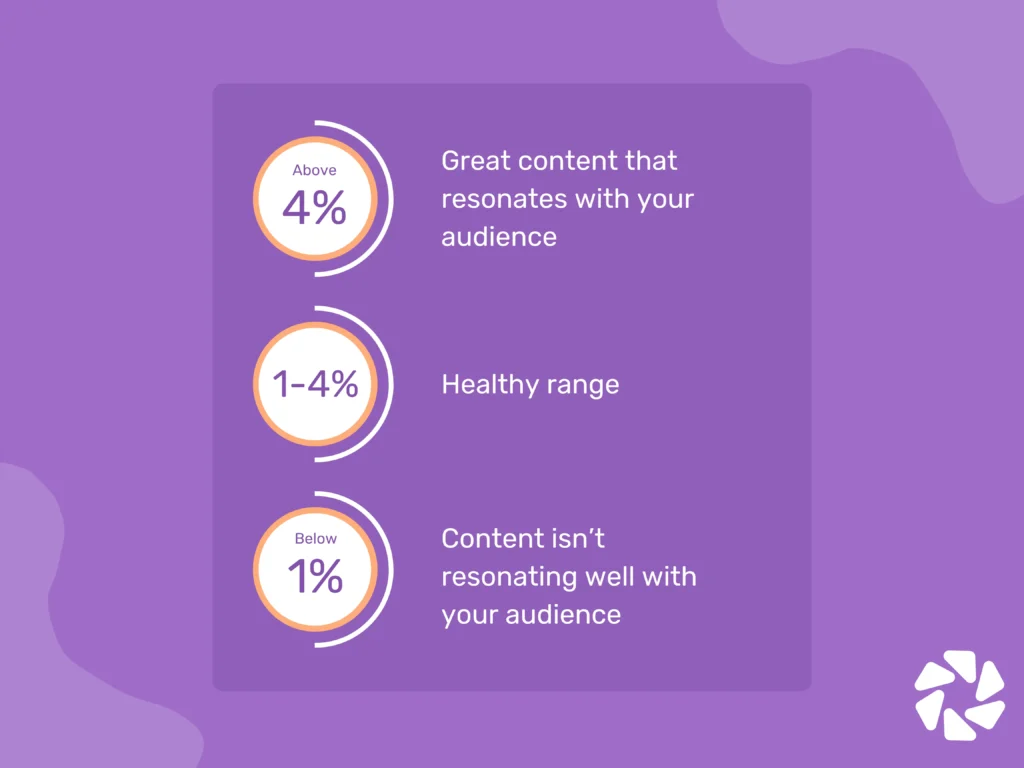 Above
4%
Great content that
resonates with your
audience
1-4%
Healthy range
Below
1%
Content isn’t
resonating well with
your audience